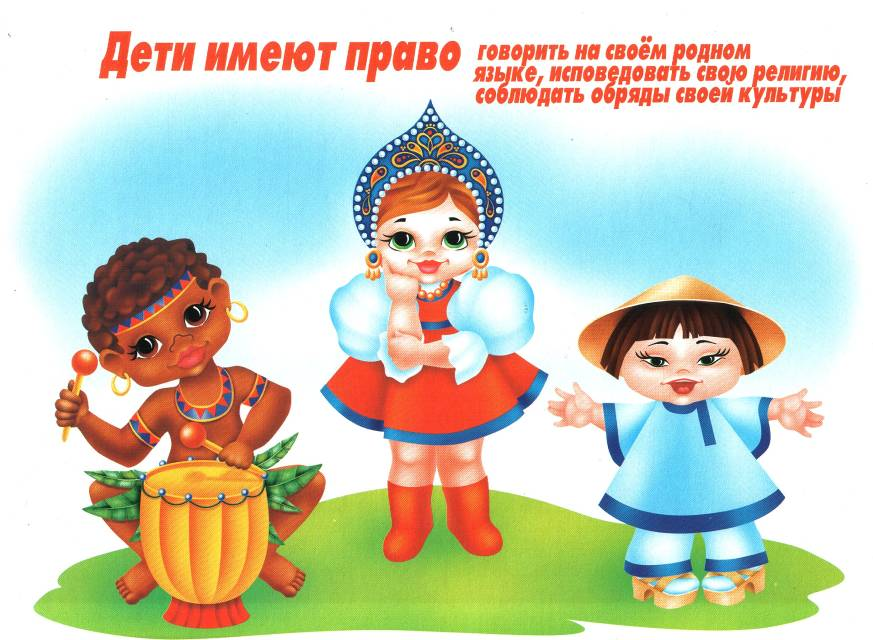 Дети имеют право
говорить на своём родном
языке, исповедовать свою религию,
соблюдать обряды своей культуры